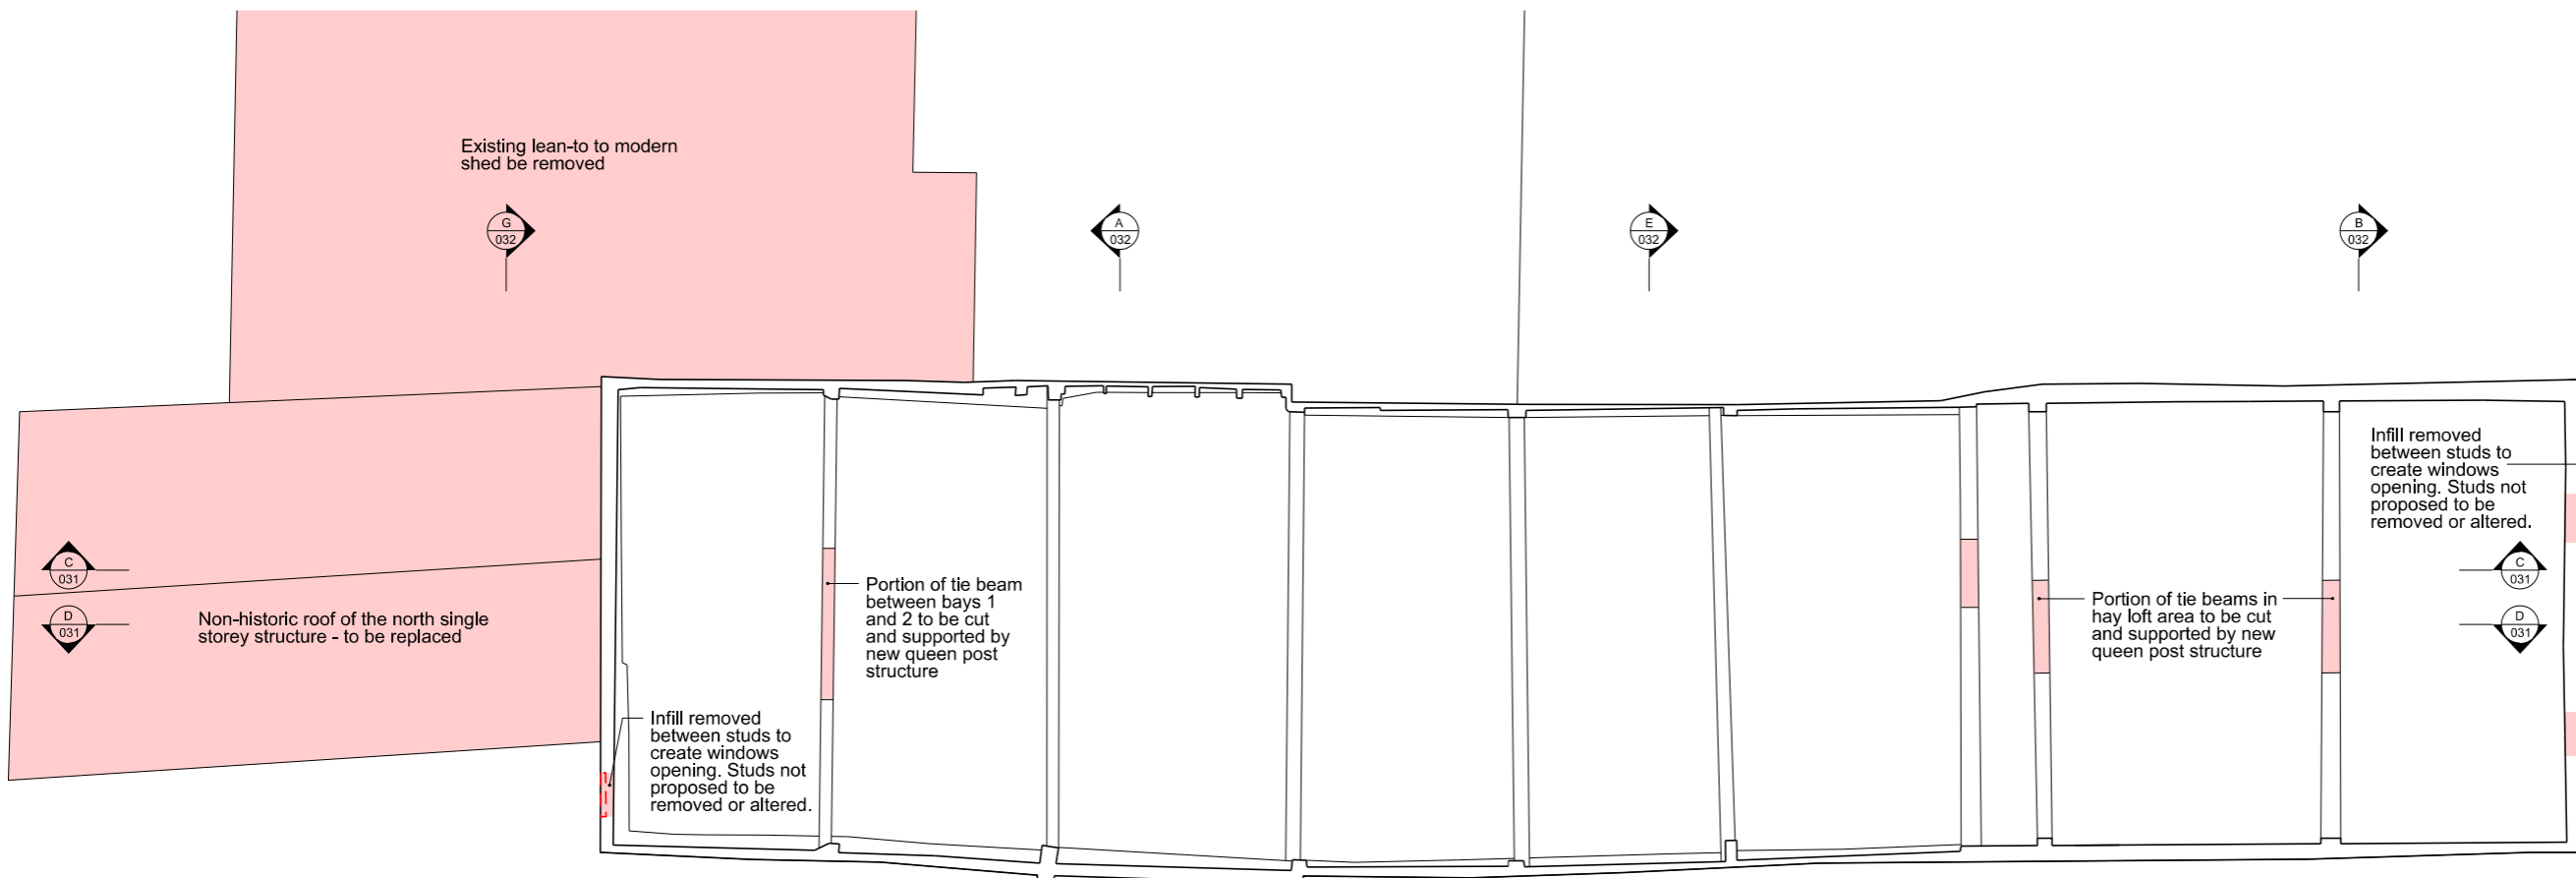 Existing lean-to to modern
shed be removed
G
032
A
032
E
032
B
032
Infill removed
between studs to
create windows
opening. Studs not
proposed to be
removed or altered.
C
031
D
031
Non-historic roof of the north single
storey structure - to be replaced
Portion of tie beam
between bays 1
and 2 to be cut
and supported by
new queen post
structure
Portion of tie beams in
hay loft area to be cut
and supported by new
queen post structure
C
031
D
031
Infill removed
between studs to
create windows
opening. Studs not
proposed to be
removed or altered.